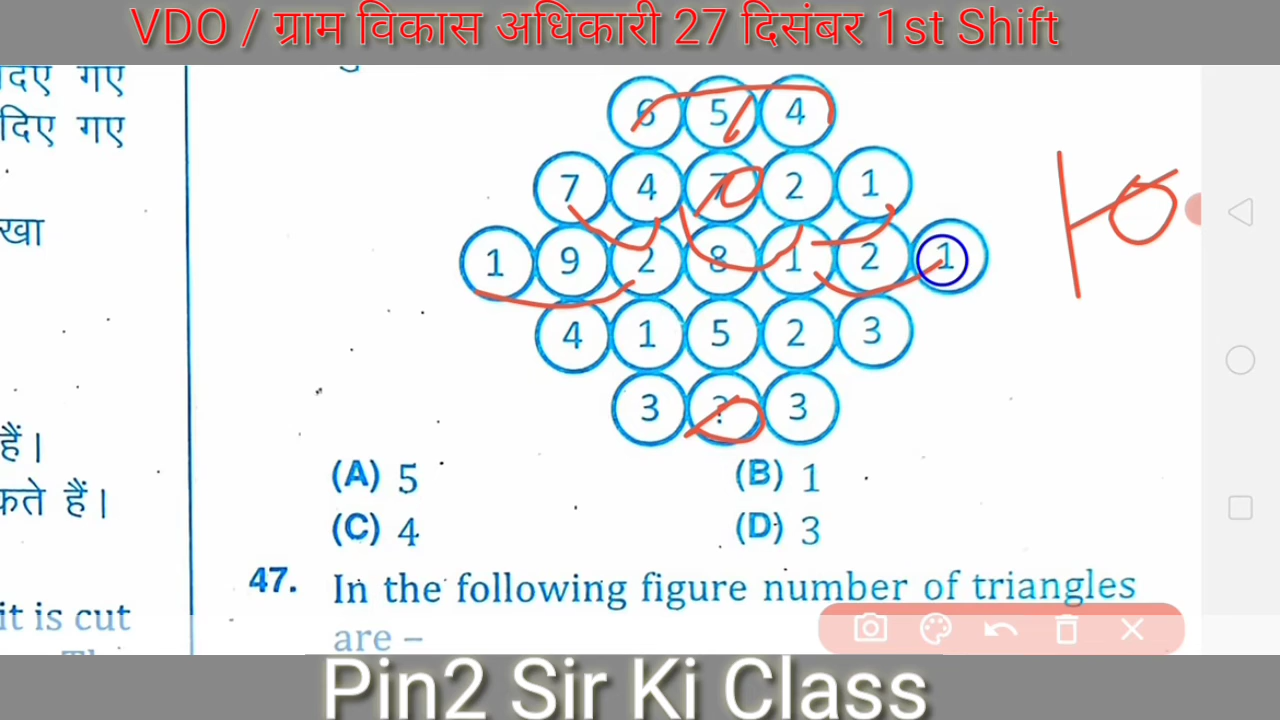 VDO / ग्राम विकास अधिकारी 27 दिसंबर 1st Shift
दिए गए
दिए गए
खा
हैं।
कते हैं।
it is cut
6 5 4
7 4 7 2 1
1 9 2 8 1 2 1
4 1 5 2 3
3 ? 3
(A) 5 (B) 1
(C) 4 (D) 3
47. In the following figure number of triangles
are –
Pin2 Sir Ki Class